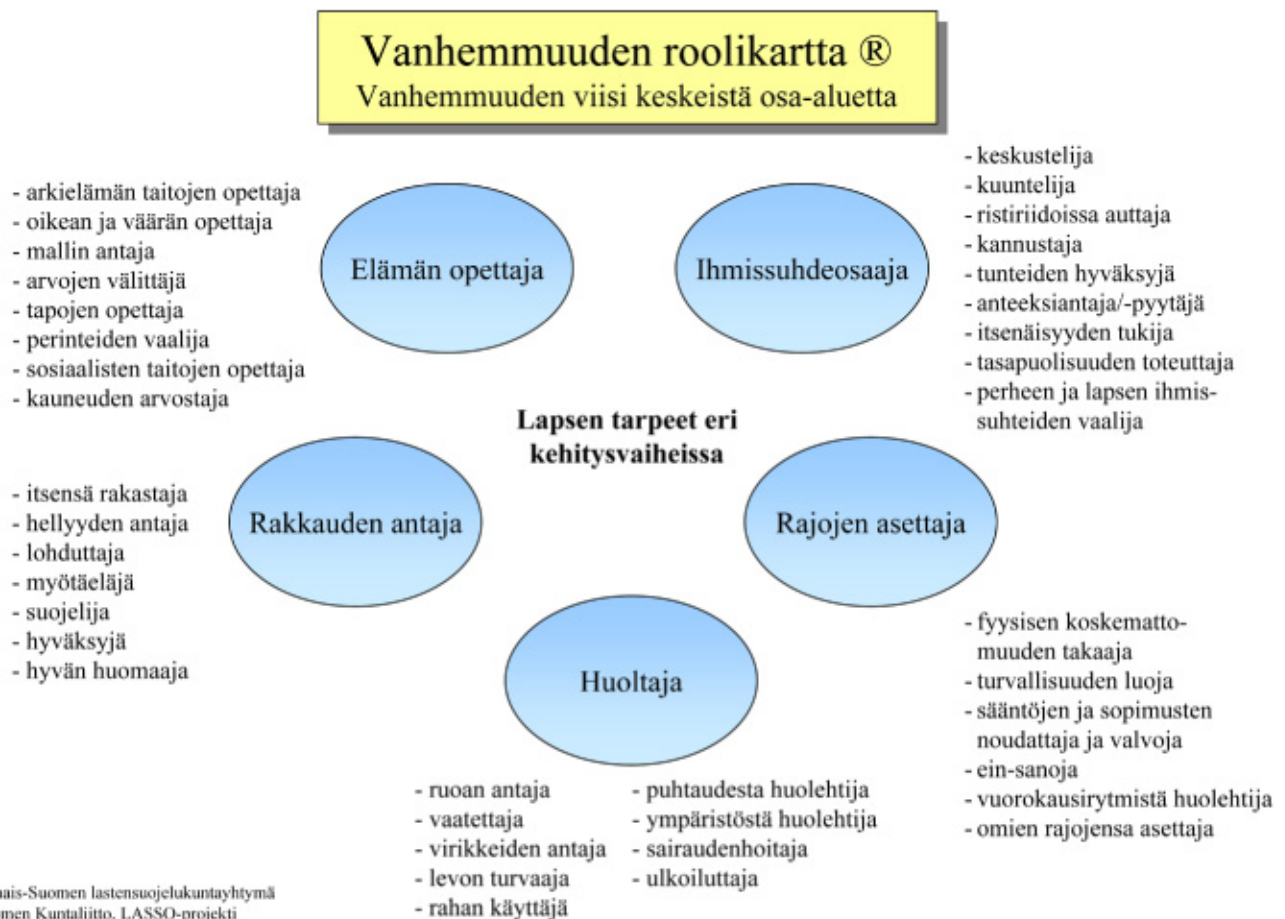 Vanhemmuuden roolikartta ®
Vanhemmuuden viisi keskeistä osa-aluetta
- arkielämän taitojen opettaja
- oikean ja väärän opettaja
- mallin antaja
- arvojen välittäjä
- tapojen opettaja
- perinteiden vaalija
- sosiaalisten taitojen opettaja
- kauneuden arvostaja
Elämän opettaja
Ihmissuhdeosaaja
- keskustelija
- kuuntelija
- ristiriidoissa auttaja
- kannustaja
- tunteiden hyväksyjä
- anteeksiantaja/-pyytäjä
- itsenäisyyden tukija
- tasapuolisuuden toteuttaja
- perheen ja lapsen ihmis-
suhteiden vaalija
Lapsen tarpeet eri
kehitysvaiheissa
- itsensä rakastaja
- hellyyden antaja
- lohduttaja
- myötäeläjä
- suojelija
- hyväksyjä
- hyvän huomaaja
Rakkauden antaja
Rajojen asettaja
- fyysisen koskematto-
muuden takaaja
- turvallisuuden luoja
- sääntöjen ja sopimusten
noudattaja ja valvoja
- ein-sanoja
- vuorokausirytmistä huolehtija
- omien rajojensa asettaja
Huoltaja
- ruoan antaja
- vaatettaja
- virikkeiden antaja
- levon turvaaja
- rahan käyttäjä
- puhtaudesta huolehtija
- ympäristöstä huolehtija
- sairaudenhoitaja
- ulkoiluttaja
lastensuojelukuntayhtymä
Kuntaliitto, LASSO-projekti